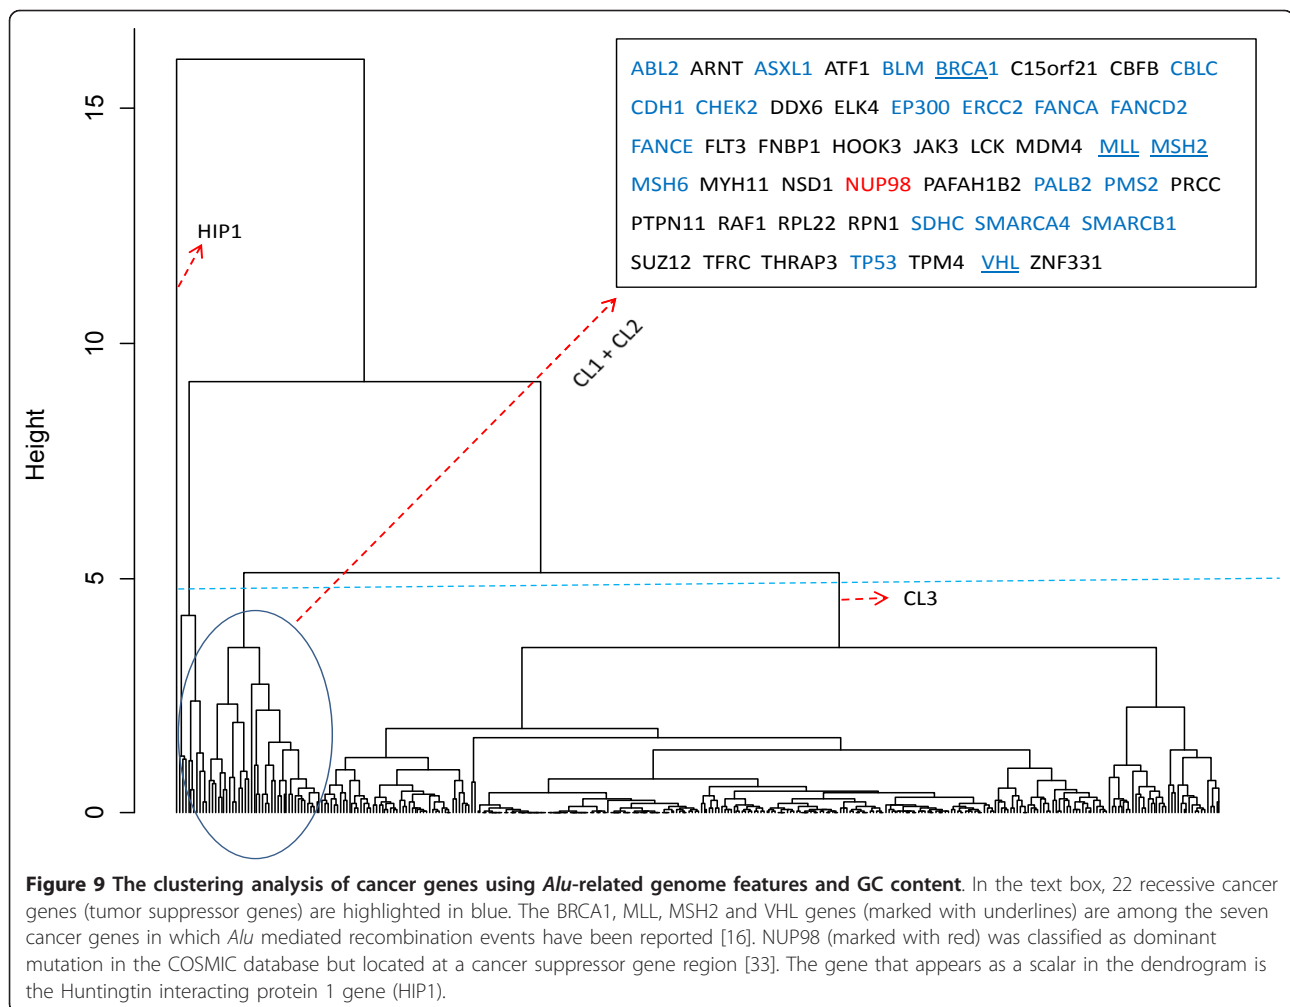 15
10
5
0
Height
HIP1
CL1 + CL2
CL3
ABL2 ARNT ASXL1 ATF1 BLM BRCA1 C15orf21 CBFB CBLC
CDH1 CHEK2 DDX6 ELK4 EP300 ERCC2 FANCA FANCD2
FANCE FLT3 FNBP1 HOOK3 JAK3 LCK MDM4 MLL MSH2
MSH6 MYH11 NSD1 NUP98 PAFAH1B2 PALB2 PMS2 PRCC
PTPN11 RAF1 RPL22 RPN1 SDHC SMARCA4 SMARCB1
SUZ12 TFRC THRAP3 TP53 TPM4 VHL ZNF331
Figure 9 The clustering analysis of cancer genes using Alu-related genome features and GC content. In the text box, 22 recessive cancer
genes (tumor suppressor genes) are highlighted in blue. The BRCA1, MLL, MSH2 and VHL genes (marked with underlines) are among the seven
cancer genes in which Alu mediated recombination events have been reported [16]. NUP98 (marked with red) was classified as dominant
mutation in the COSMIC database but located at a cancer suppressor gene region [33]. The gene that appears as a scalar in the dendrogram is
the Huntingtin interacting protein 1 gene (HIP1).